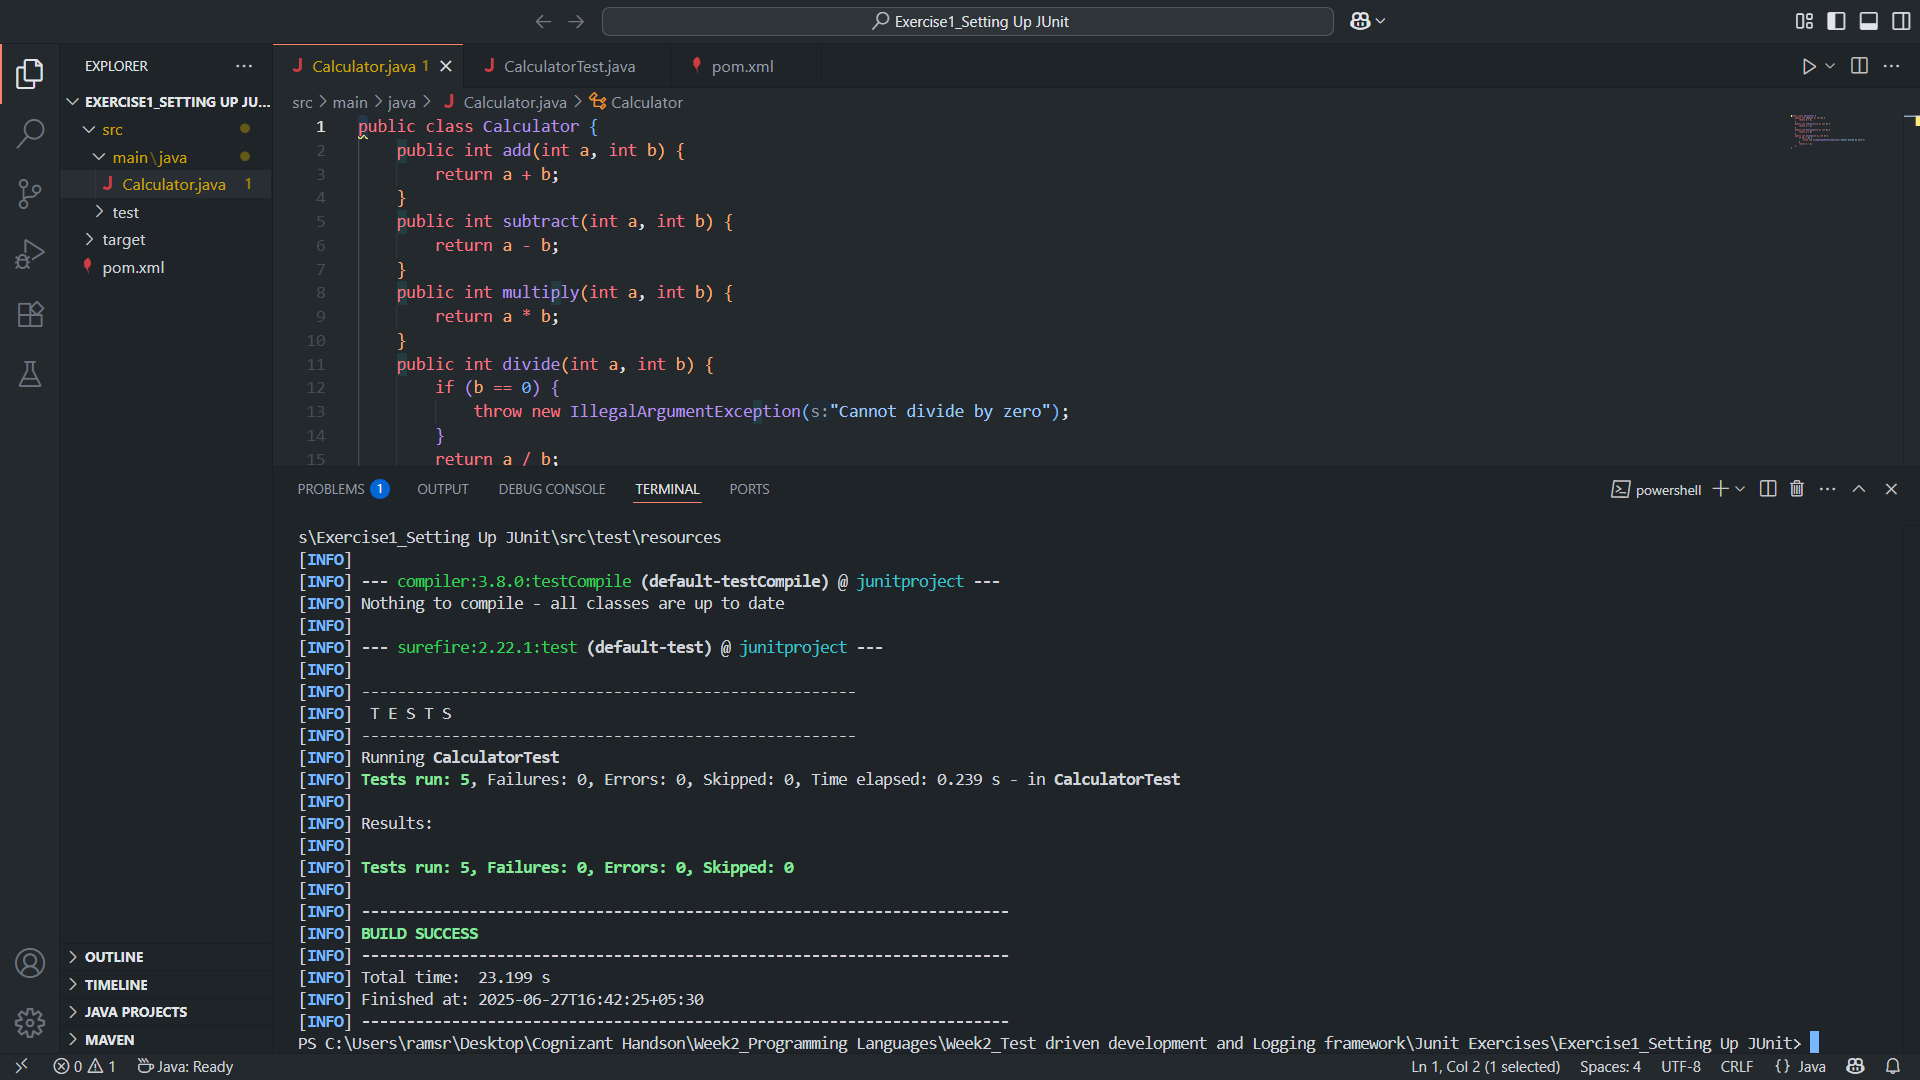 Exercise1_Setting Up JUnit
EXPLORER
EXERCISE1_SETTING UP JU...
src
main\java
Calculator.java 1
test
target
pom.xml
OUTLINE
TIMELINE
JAVA PROJECTS
MAVEN
Calculator.java 1
CalculatorTest.java
pom.xml
src > main > java > Calculator.java > Calculator
1 public class Calculator {
2 public int add(int a, int b) {
3 return a + b;
4 }
5 public int subtract(int a, int b) {
6 return a - b;
7 }
8 public int multiply(int a, int b) {
9 return a * b;
10 }
11 public int divide(int a, int b) {
12 if (b == 0) {
13 throw new IllegalArgumentException(s:"Cannot divide by zero");
14 }
15 return a / b;
PROBLEMS 1 OUTPUT DEBUG CONSOLE TERMINAL PORTS
powershell
s\Exercise1_Setting Up JUnit\src\test\resources
[INFO]
[INFO] --- compiler:3.8.0:testCompile (default-testCompile) @ junitproject ---
[INFO] Nothing to compile - all classes are up to date
[INFO]
[INFO] --- surefire:2.22.1:test (default-test) @ junitproject ---
[INFO]
[INFO] -------------------------------------------------------
[INFO]  T E S T S
[INFO] -------------------------------------------------------
[INFO] Running CalculatorTest
[INFO] Tests run: 5, Failures: 0, Errors: 0, Skipped: 0, Time elapsed: 0.239 s - in CalculatorTest
[INFO]
[INFO] Results:
[INFO]
[INFO] Tests run: 5, Failures: 0, Errors: 0, Skipped: 0
[INFO]
[INFO] ------------------------------------------------------------------------
[INFO] BUILD SUCCESS
[INFO] ------------------------------------------------------------------------
[INFO] Total time:  23.199 s
[INFO] Finished at: 2025-06-27T16:42:25+05:30
[INFO] ------------------------------------------------------------------------
PS C:\Users\ramsr\Desktop\Cognizant Handson\Week2_Programming Languages\Week2_Test driven development and Logging framework\Junit Exercises\Exercise1_Setting Up JUnit>
0 1 Java: Ready
Ln 1, Col 2 (1 selected) Spaces: 4 UTF-8 CRLF {} Java